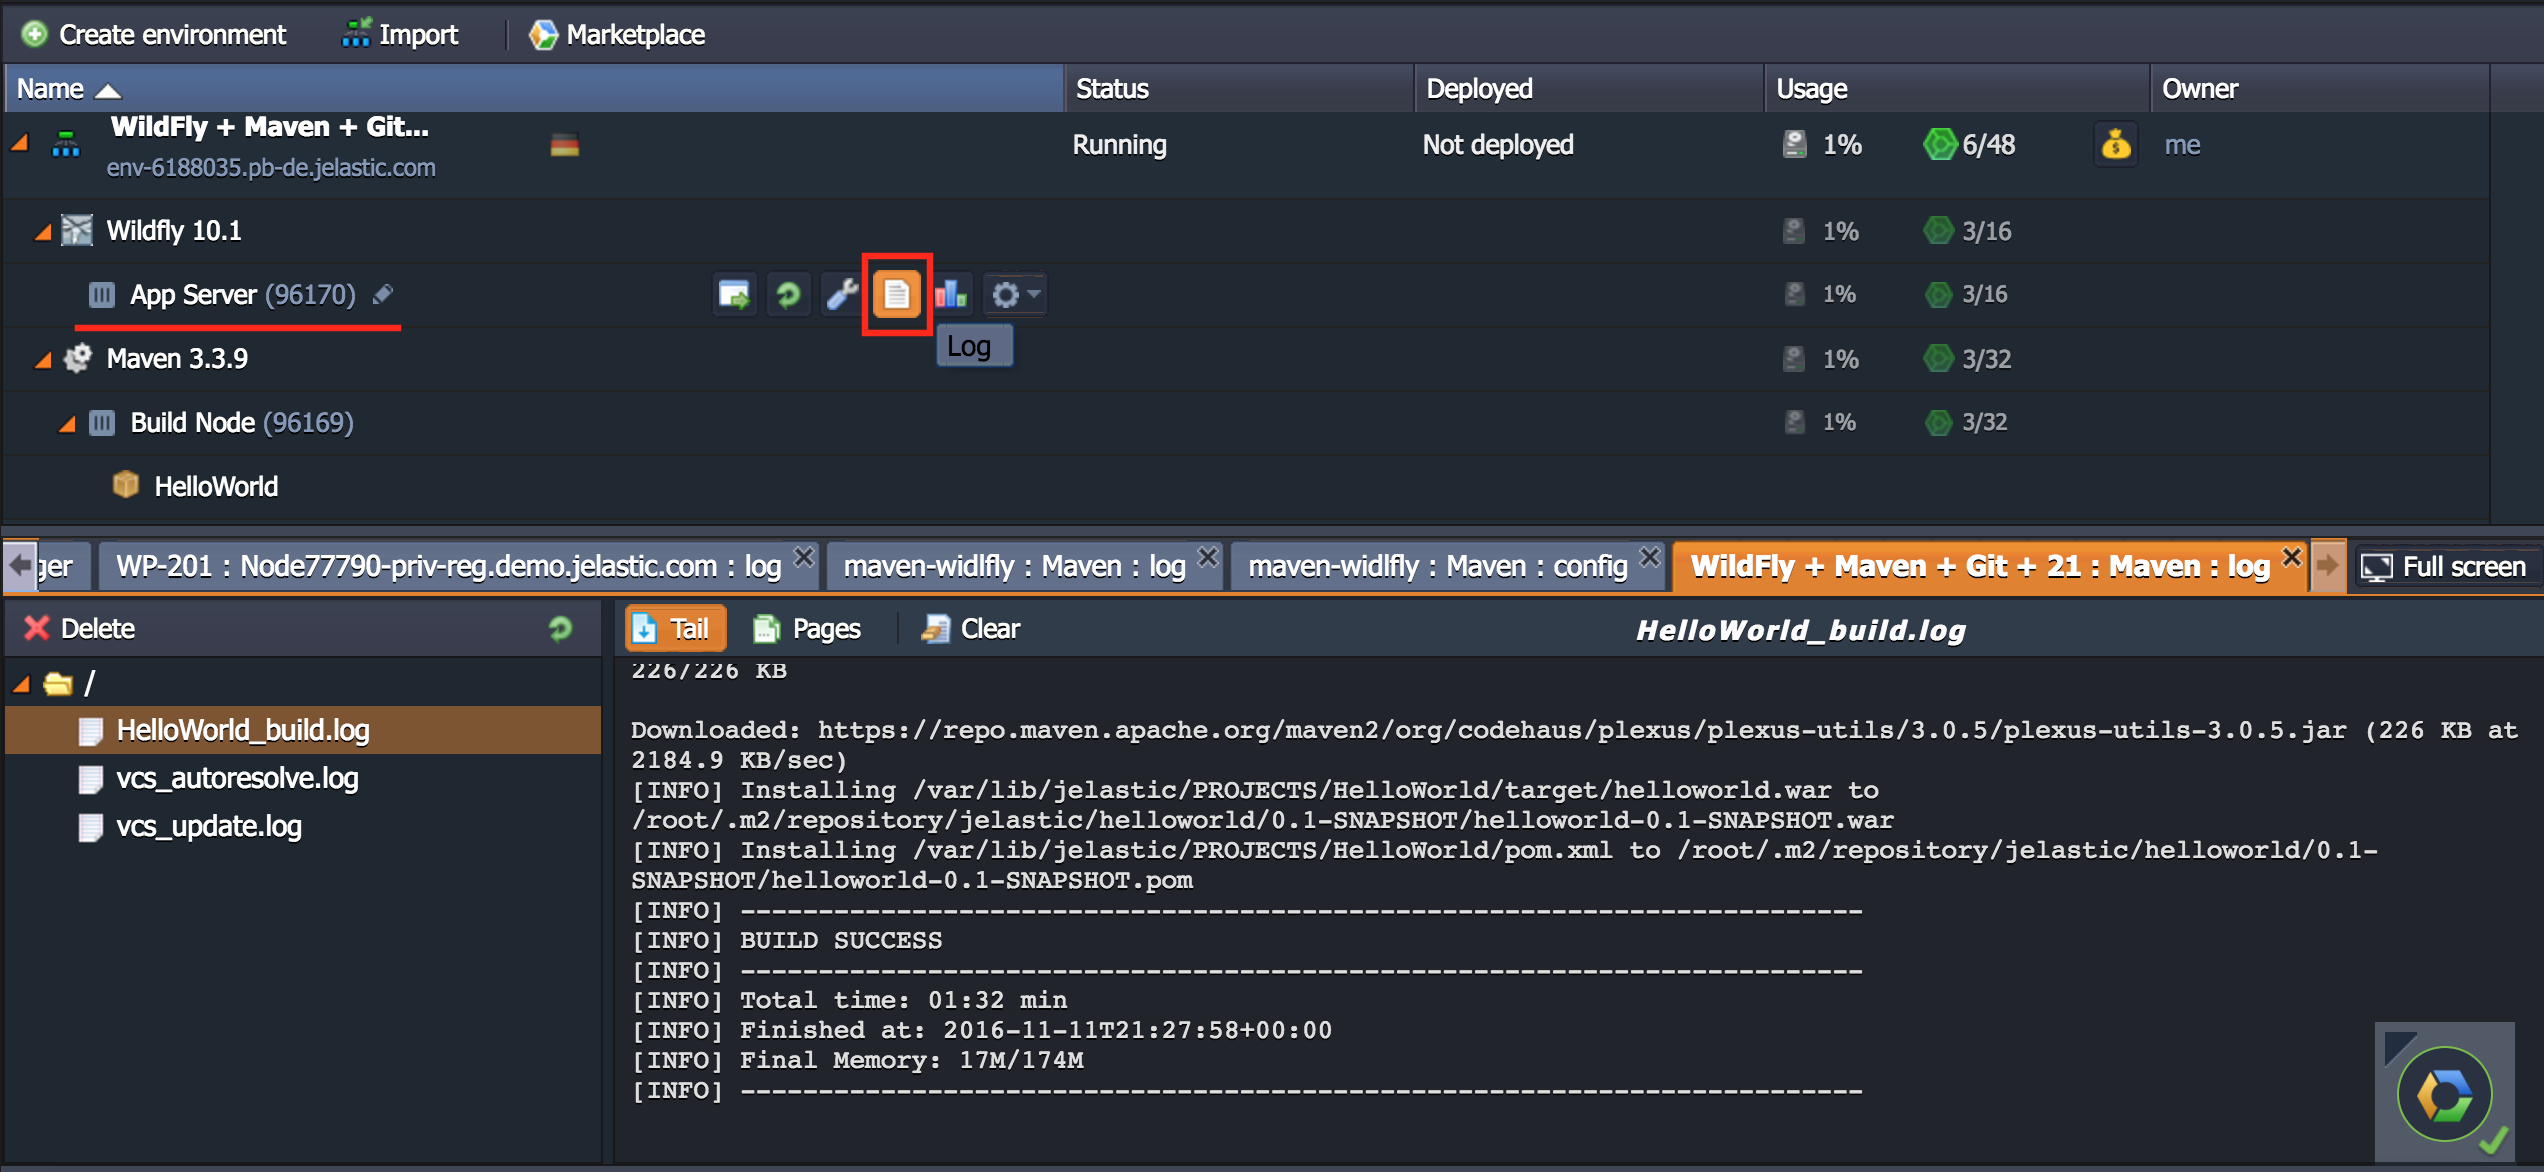 Create environment Import Marketplace
Name Status Deployed Usage Owner
WildFly + Maven + Git...
env-6188035.pb-de.jelastic.com
Running Not deployed 1% 6/48 me
Wildfly 10.1 1% 3/16
App Server (96170) 1% 3/16
Log
Maven 3.3.9 1% 3/32
Build Node (96169) 1% 3/32
HelloWorld
ger WP-201 : Node77790-priv-reg.demo.jelastic.com : log maven-widlfly : Maven : log maven-widlfly : Maven : config WildFly + Maven + Git + 21 : Maven : log Full screen
Delete Tail Pages Clear HelloWorld_build.log
/
HelloWorld_build.log
vcs_autoresolve.log
vcs_update.log
226/226 KB
Downloaded: https://repo.maven.apache.org/maven2/org/codehaus/plexus/plexus-utils/3.0.5/plexus-utils-3.0.5.jar (226 KB at
2184.9 KB/sec)
[INFO] Installing /var/lib/jelastic/PROJECTS/HelloWorld/target/helloworld.war to
/root/.m2/repository/jelastic/helloworld/0.1-SNAPSHOT/helloworld-0.1-SNAPSHOT.war
[INFO] Installing /var/lib/jelastic/PROJECTS/HelloWorld/pom.xml to /root/.m2/repository/jelastic/helloworld/0.1-
SNAPSHOT/helloworld-0.1-SNAPSHOT.pom
[INFO] ------------------------------------------------------------------------
[INFO] BUILD SUCCESS
[INFO] ------------------------------------------------------------------------
[INFO] Total time: 01:32 min
[INFO] Finished at: 2016-11-11T21:27:58+00:00
[INFO] Final Memory: 17M/174M
[INFO] ------------------------------------------------------------------------